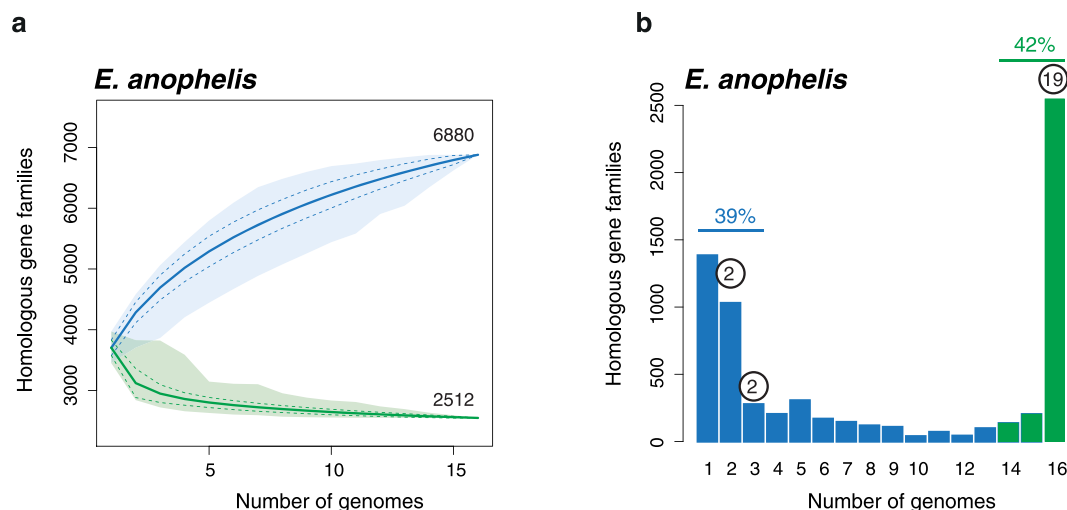 a
E. anophelis
Homologous gene families
3000
4000
5000
6000
7000
6880
2512
5
10
15
Number of genomes
b
E. anophelis
42%
19
39%
2
2
Homologous gene families
0
500
1000
1500
2000
2500
1 2 3 4 5 6 7 8 9 10 12 14 16
Number of genomes